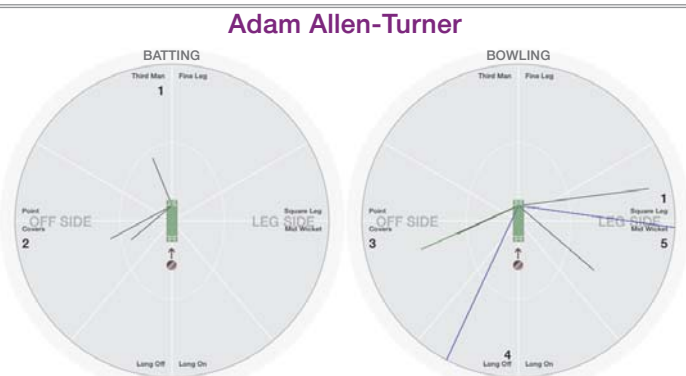 Adam Allen-Turner
BATTING
Third Man
Fine Leg
1
Point
OFF SIDE
Covers
2
Square Leg
LEG SIDE
Mid Wicket
Long Off
Long On
BOWLING
Third Man
Fine Leg
Point
OFF SIDE
Covers
3
1
Square Leg
LEG SIDE
Mid Wicket
5
4
Long Off
Long On